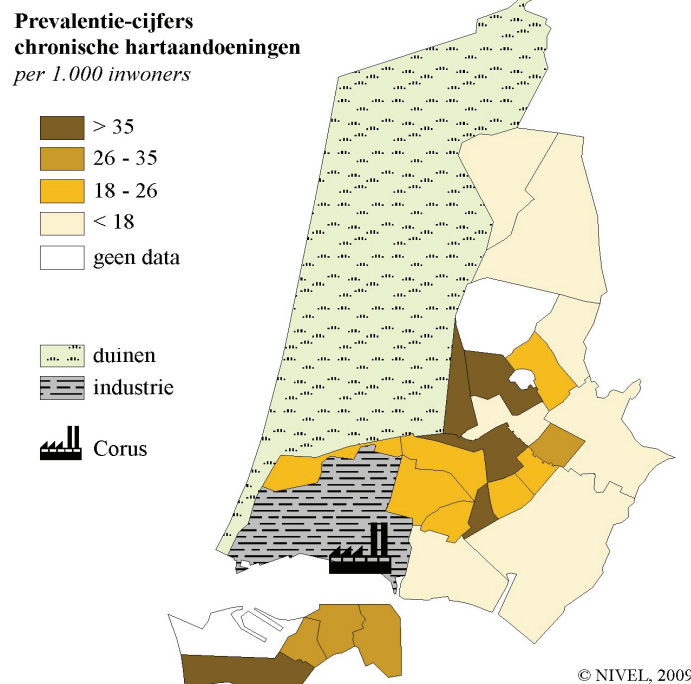 Prevalentie-cijfers
chronische hartaandoeningen
per 1.000 inwoners
> 35
26 - 35
18 - 26
< 18
geen data
duinen
industrie
Corus
© NIVEL, 2009